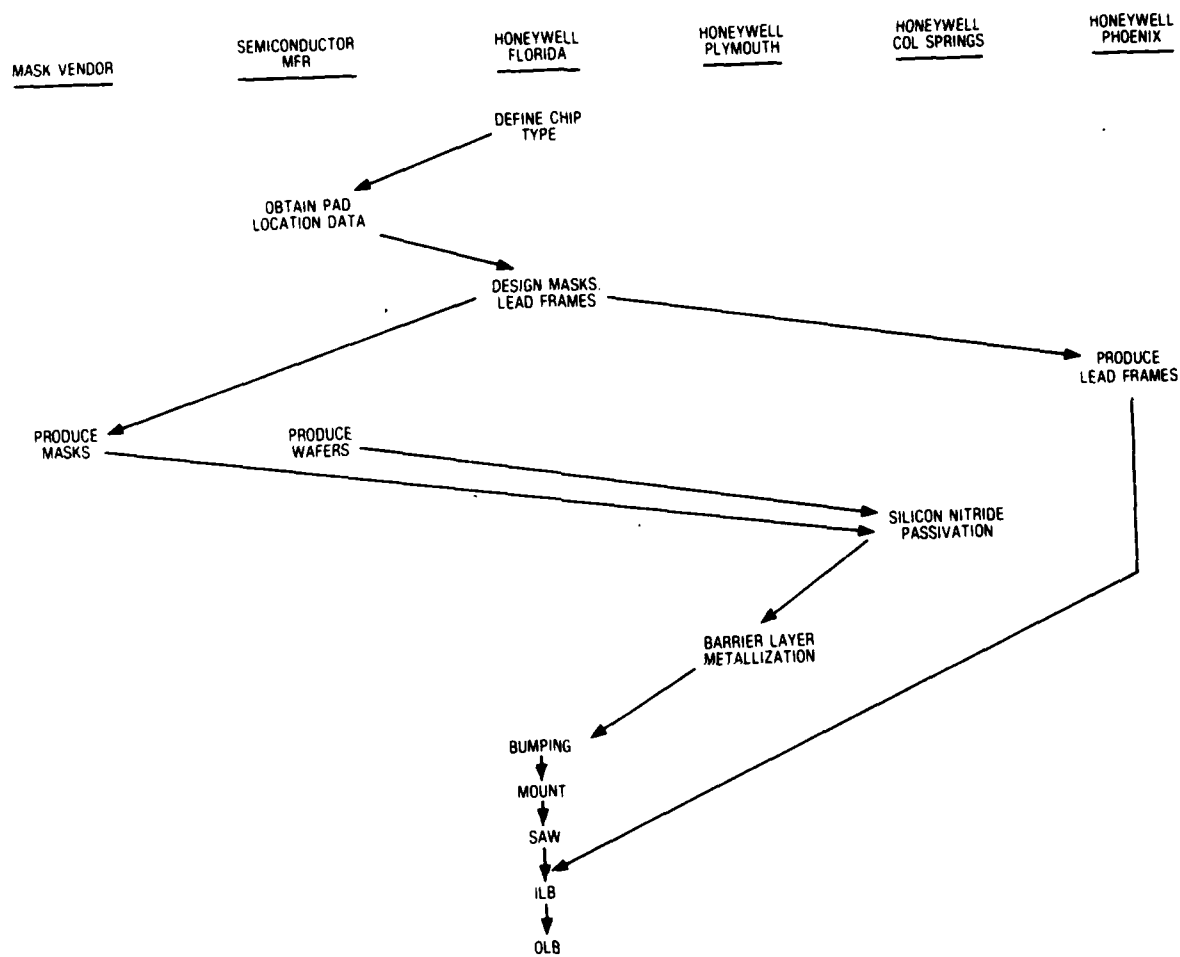 MASK VENDOR
SEMICONDUCTOR
MFR
HONEYWELL
FLORIDA
HONEYWELL
PLYMOUTH
HONEYWELL
COL SPRINGS
HONEYWELL
PHOENIX
DEFINE CHIP
TYPE
OBTAIN PAD
LOCATION DATA
DESIGN MASKS.
LEAD FRAMES
PRODUCE
LEAD FRAMES
PRODUCE
MASKS
PRODUCE
WAFERS
SILICON NITRIDE
PASSIVATION
BARRIER LAYER
METALLIZATION
BUMPING
MOUNT
SAW
ILB
OLB